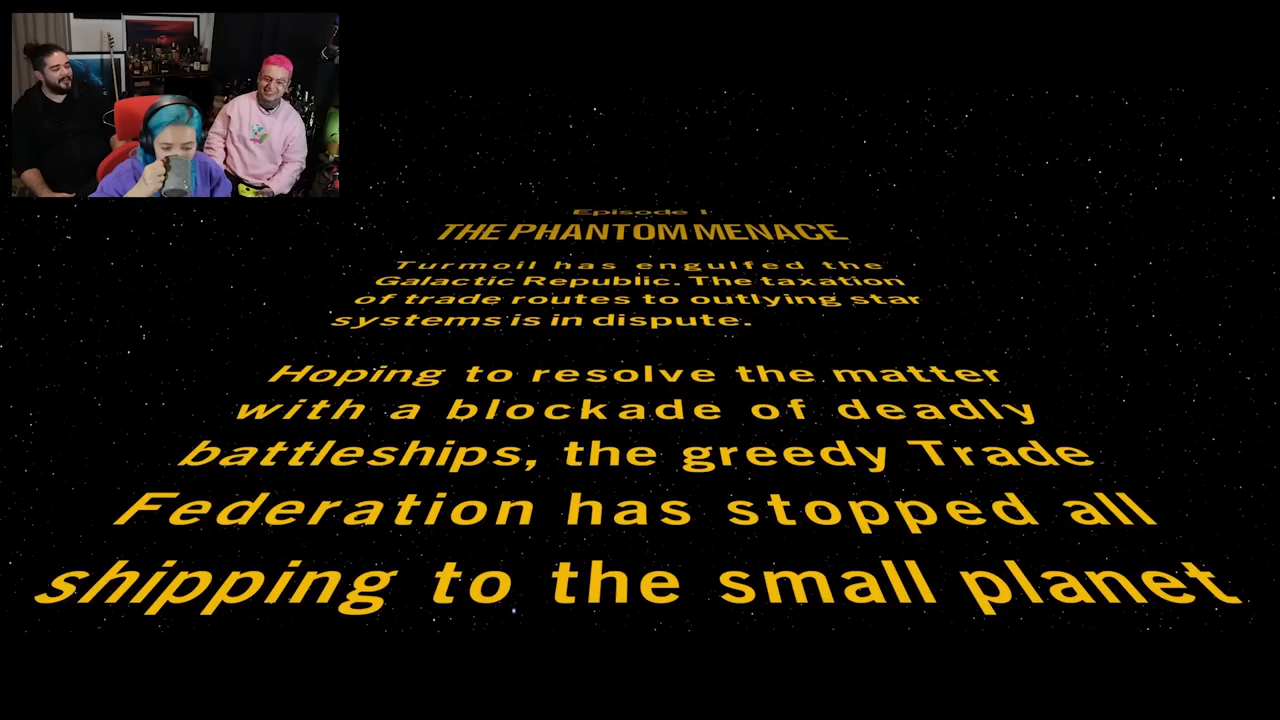 Episode I
THE PHANTOM MENACE
Turmoil has engulfed the
Galactic Republic. The taxation
of trade routes to outlying star
systems is in dispute.
Hoping to resolve the matter
with a blockade of deadly
battleships, the greedy Trade
Federation has stopped all
shipping to the small planet